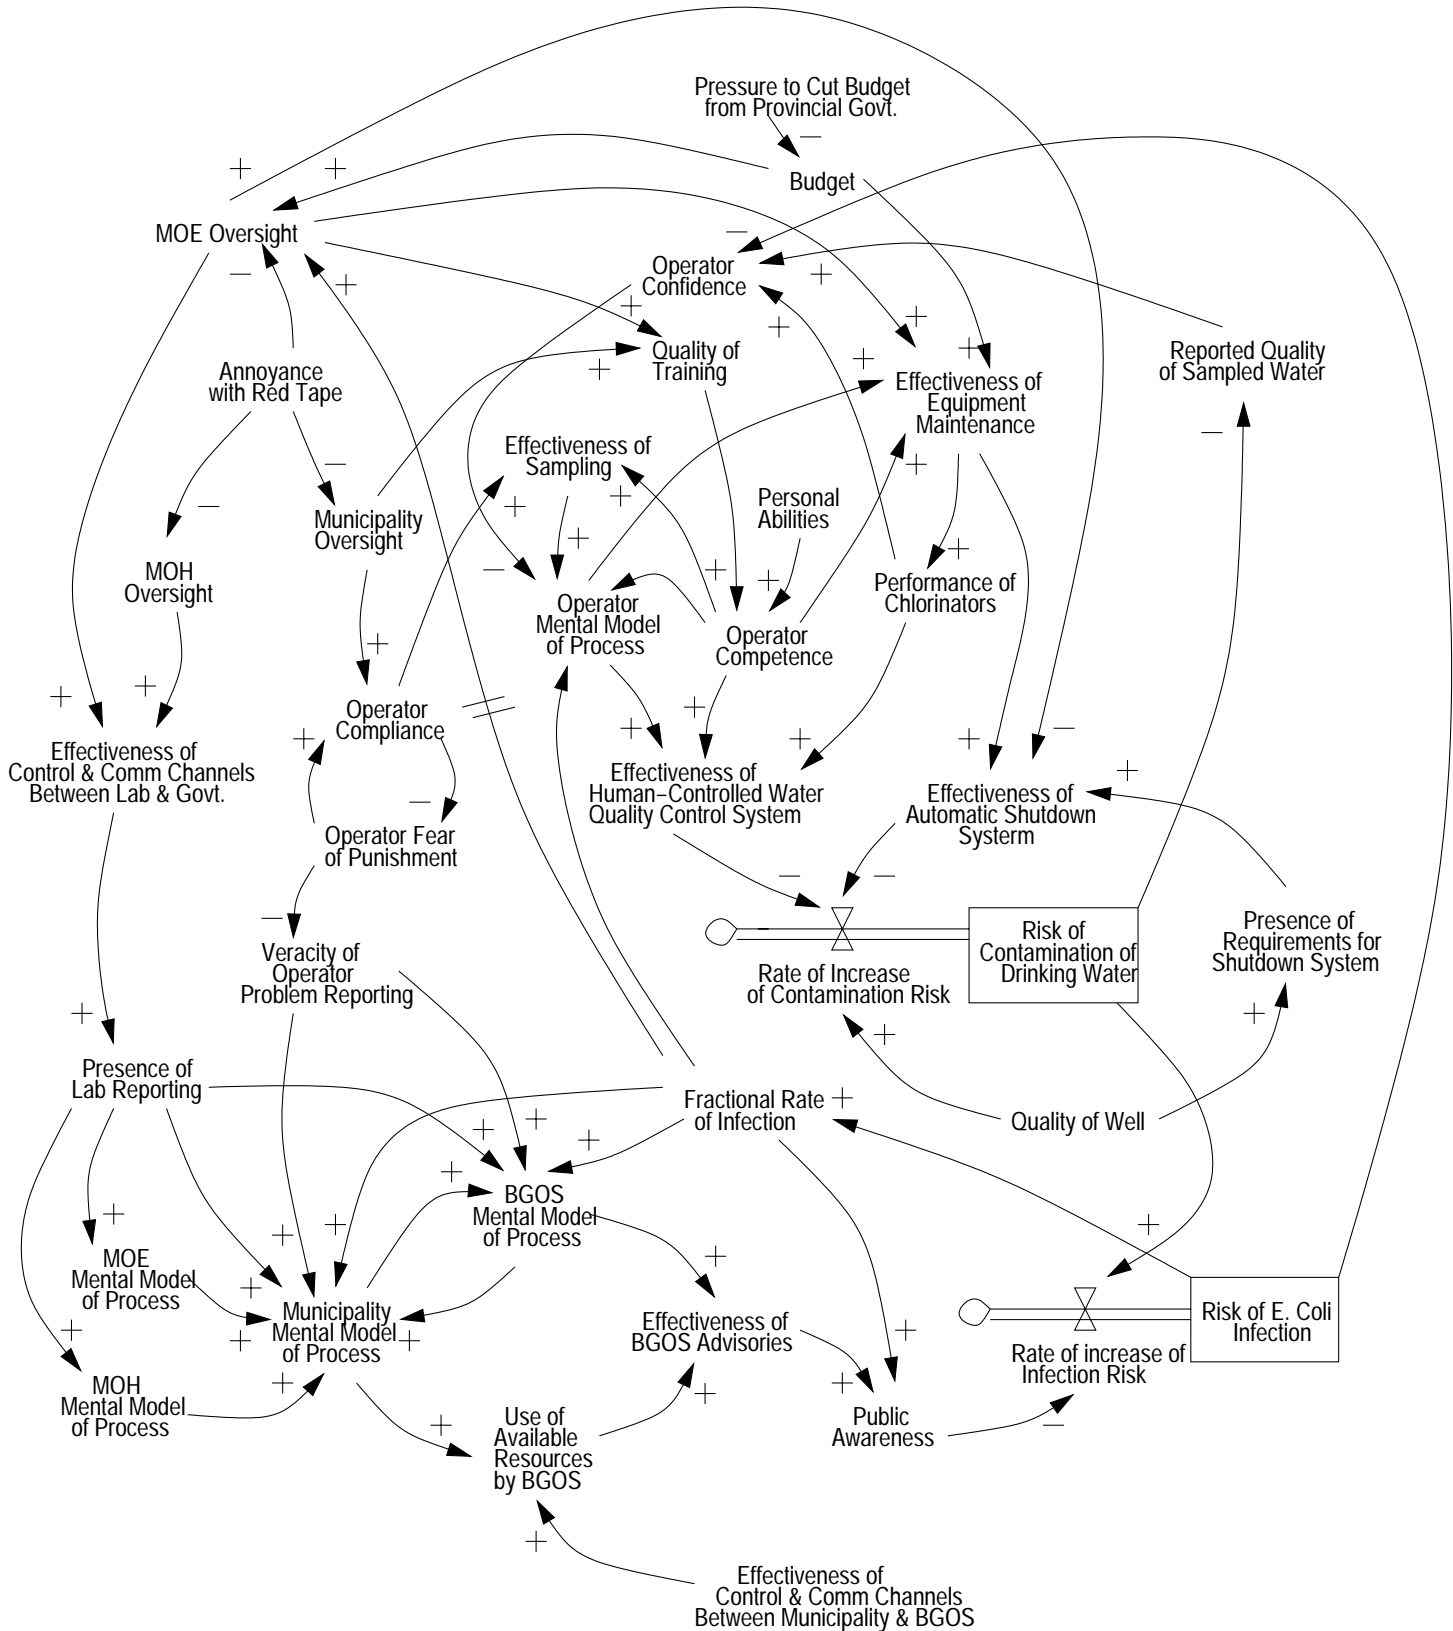 Pressure to Cut Budget
from Provincial Govt.
Budget
MOE Oversight
Operator
Confidence
Quality of
Training
Reported Quality
of Sampled Water
Annoyance
with Red Tape
Effectiveness of
Equipment
Maintenance
Effectiveness of
Sampling
Personal
Abilities
Municipality
Oversight
MOH
Oversight
Performance of
Chlorinators
Operator
Mental Model
of Process
Operator
Competence
Operator
Compliance
Effectiveness of
Control & Comm Channels
Between Lab & Govt.
Effectiveness of
Human-Controlled Water
Quality Control System
Effectiveness of
Automatic Shutdown
Systerm
Operator Fear
of Punishment
Veracity of
Operator
Problem Reporting
Rate of Increase
of Contamination Risk
Risk of
Contamination of
Drinking Water
Presence of
Requirements for
Shutdown System
Presence of
Lab Reporting
Fractional Rate
of Infection
Quality of Well
BGOS
Mental Model
of Process
MOE
Mental Model
of Process
Municipality
Mental Model
of Process
Effectiveness of
BGOS Advisories
Risk of E. Coli
Infection
Rate of increase of
Infection Risk
MOH
Mental Model
of Process
Use of
Available
Resources
by BGOS
Public
Awareness
Effectiveness of
Control & Comm Channels
Between Municipality & BGOS